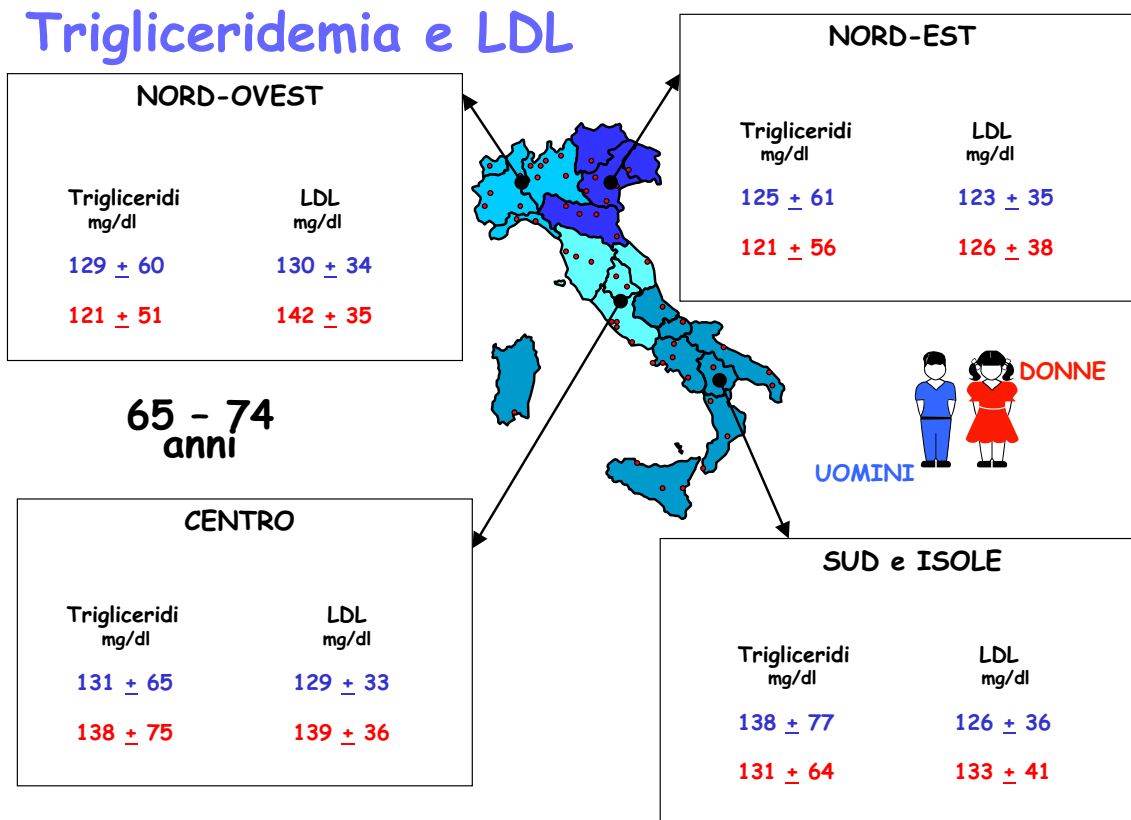 Trigliceridemia e LDL
NORD-OVEST
Trigliceridi LDL
mg/dl mg/dl
129 + 60 130 + 34
121 + 51 142 + 35
NORD-EST
Trigliceridi LDL
mg/dl mg/dl
125 + 61 123 + 35
121 + 56 126 + 38
65 - 74
anni
DONNE
UOMINI
CENTRO
Trigliceridi LDL
mg/dl mg/dl
131 + 65 129 + 33
138 + 75 139 + 36
SUD e ISOLE
Trigliceridi LDL
mg/dl mg/dl
138 + 77 126 + 36
131 + 64 133 + 41